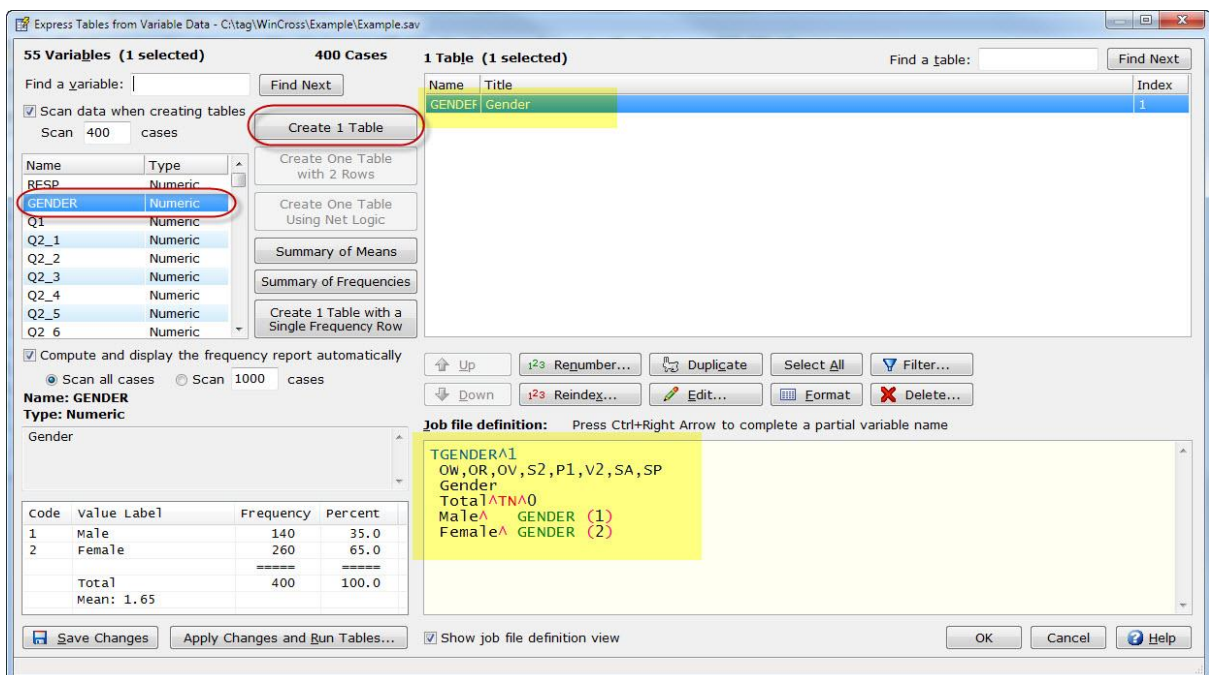 Express Tables from Variable Data - C:\tag\WinCross\Example\Example.sav
55 Variables (1 selected) 400 Cases
Find a variable: Find Next
Scan data when creating tables
Scan 400 cases
Create 1 Table
Create One Table
with 2 Rows
Create One Table
Using Net Logic
Summary of Means
Summary of Frequencies
Create 1 Table with a
Single Frequency Row
Name Type
RESP Numeric
GENDER Numeric
Q1 Numeric
Q2_1 Numeric
Q2_2 Numeric
Q2_3 Numeric
Q2_4 Numeric
Q2_5 Numeric
Q2_6 Numeric
Compute and display the frequency report automatically
Scan all cases Scan 1000 cases
Name: GENDER
Type: Numeric
Gender
Code Value Label Frequency Percent
1 Male 140 35.0
2 Female 260 65.0
===== =====
Total 400 100.0
Mean: 1.65
Save Changes Apply Changes and Run Tables...
1 Table (1 selected) Find a table: Find Next
Name Title Index
GENDER Gender 1
Up 123 Renumber... Duplicate Select All Filter...
Down 123 Reindex... Edit... Format Delete...
Job file definition: Press Ctrl+Right Arrow to complete a partial variable name
TGENDER^1
OW,OR,OV,S2,P1,V2,SA,SP
Gender
Total^TN^0
Male^ GENDER (1)
Female^ GENDER (2)
Show job file definition view OK Cancel Help